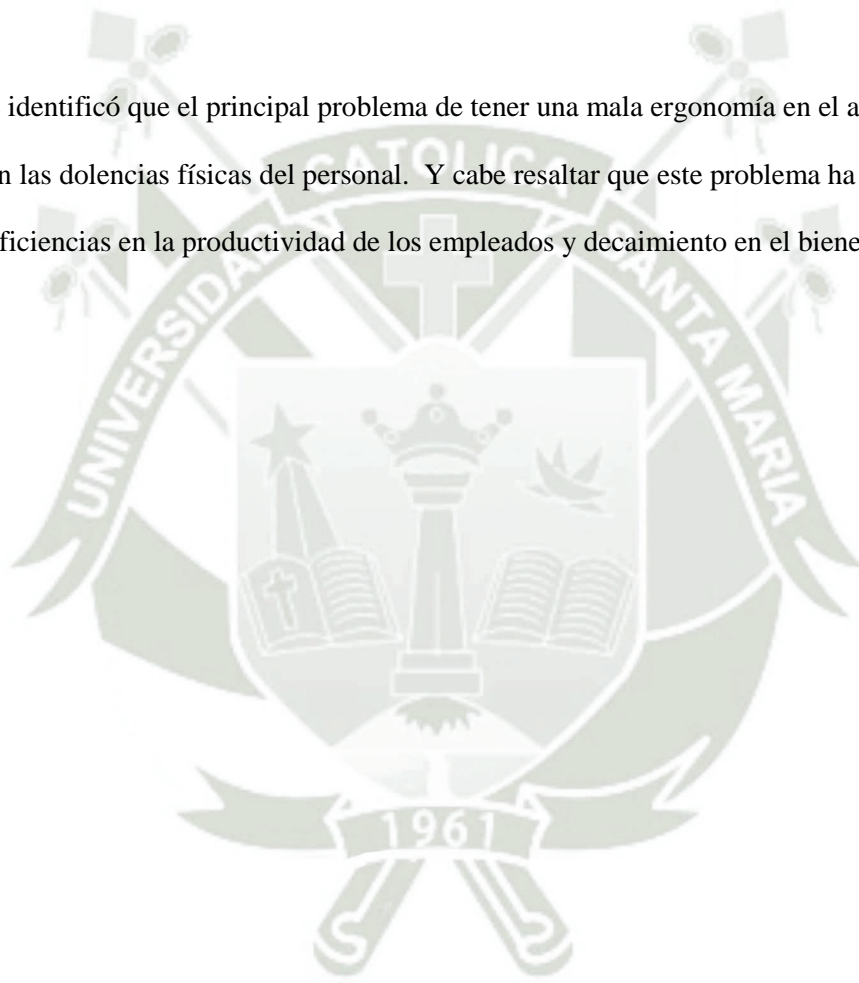 identificó que el principal problema de tener una mala ergonomía en el a
n las dolencias físicas del personal. Y cabe resaltar que este problema ha
ficiencias en la productividad de los empleados y decaimiento en el biene
UNIVERSIDAD CATOLICA SANTA MARIA
1961